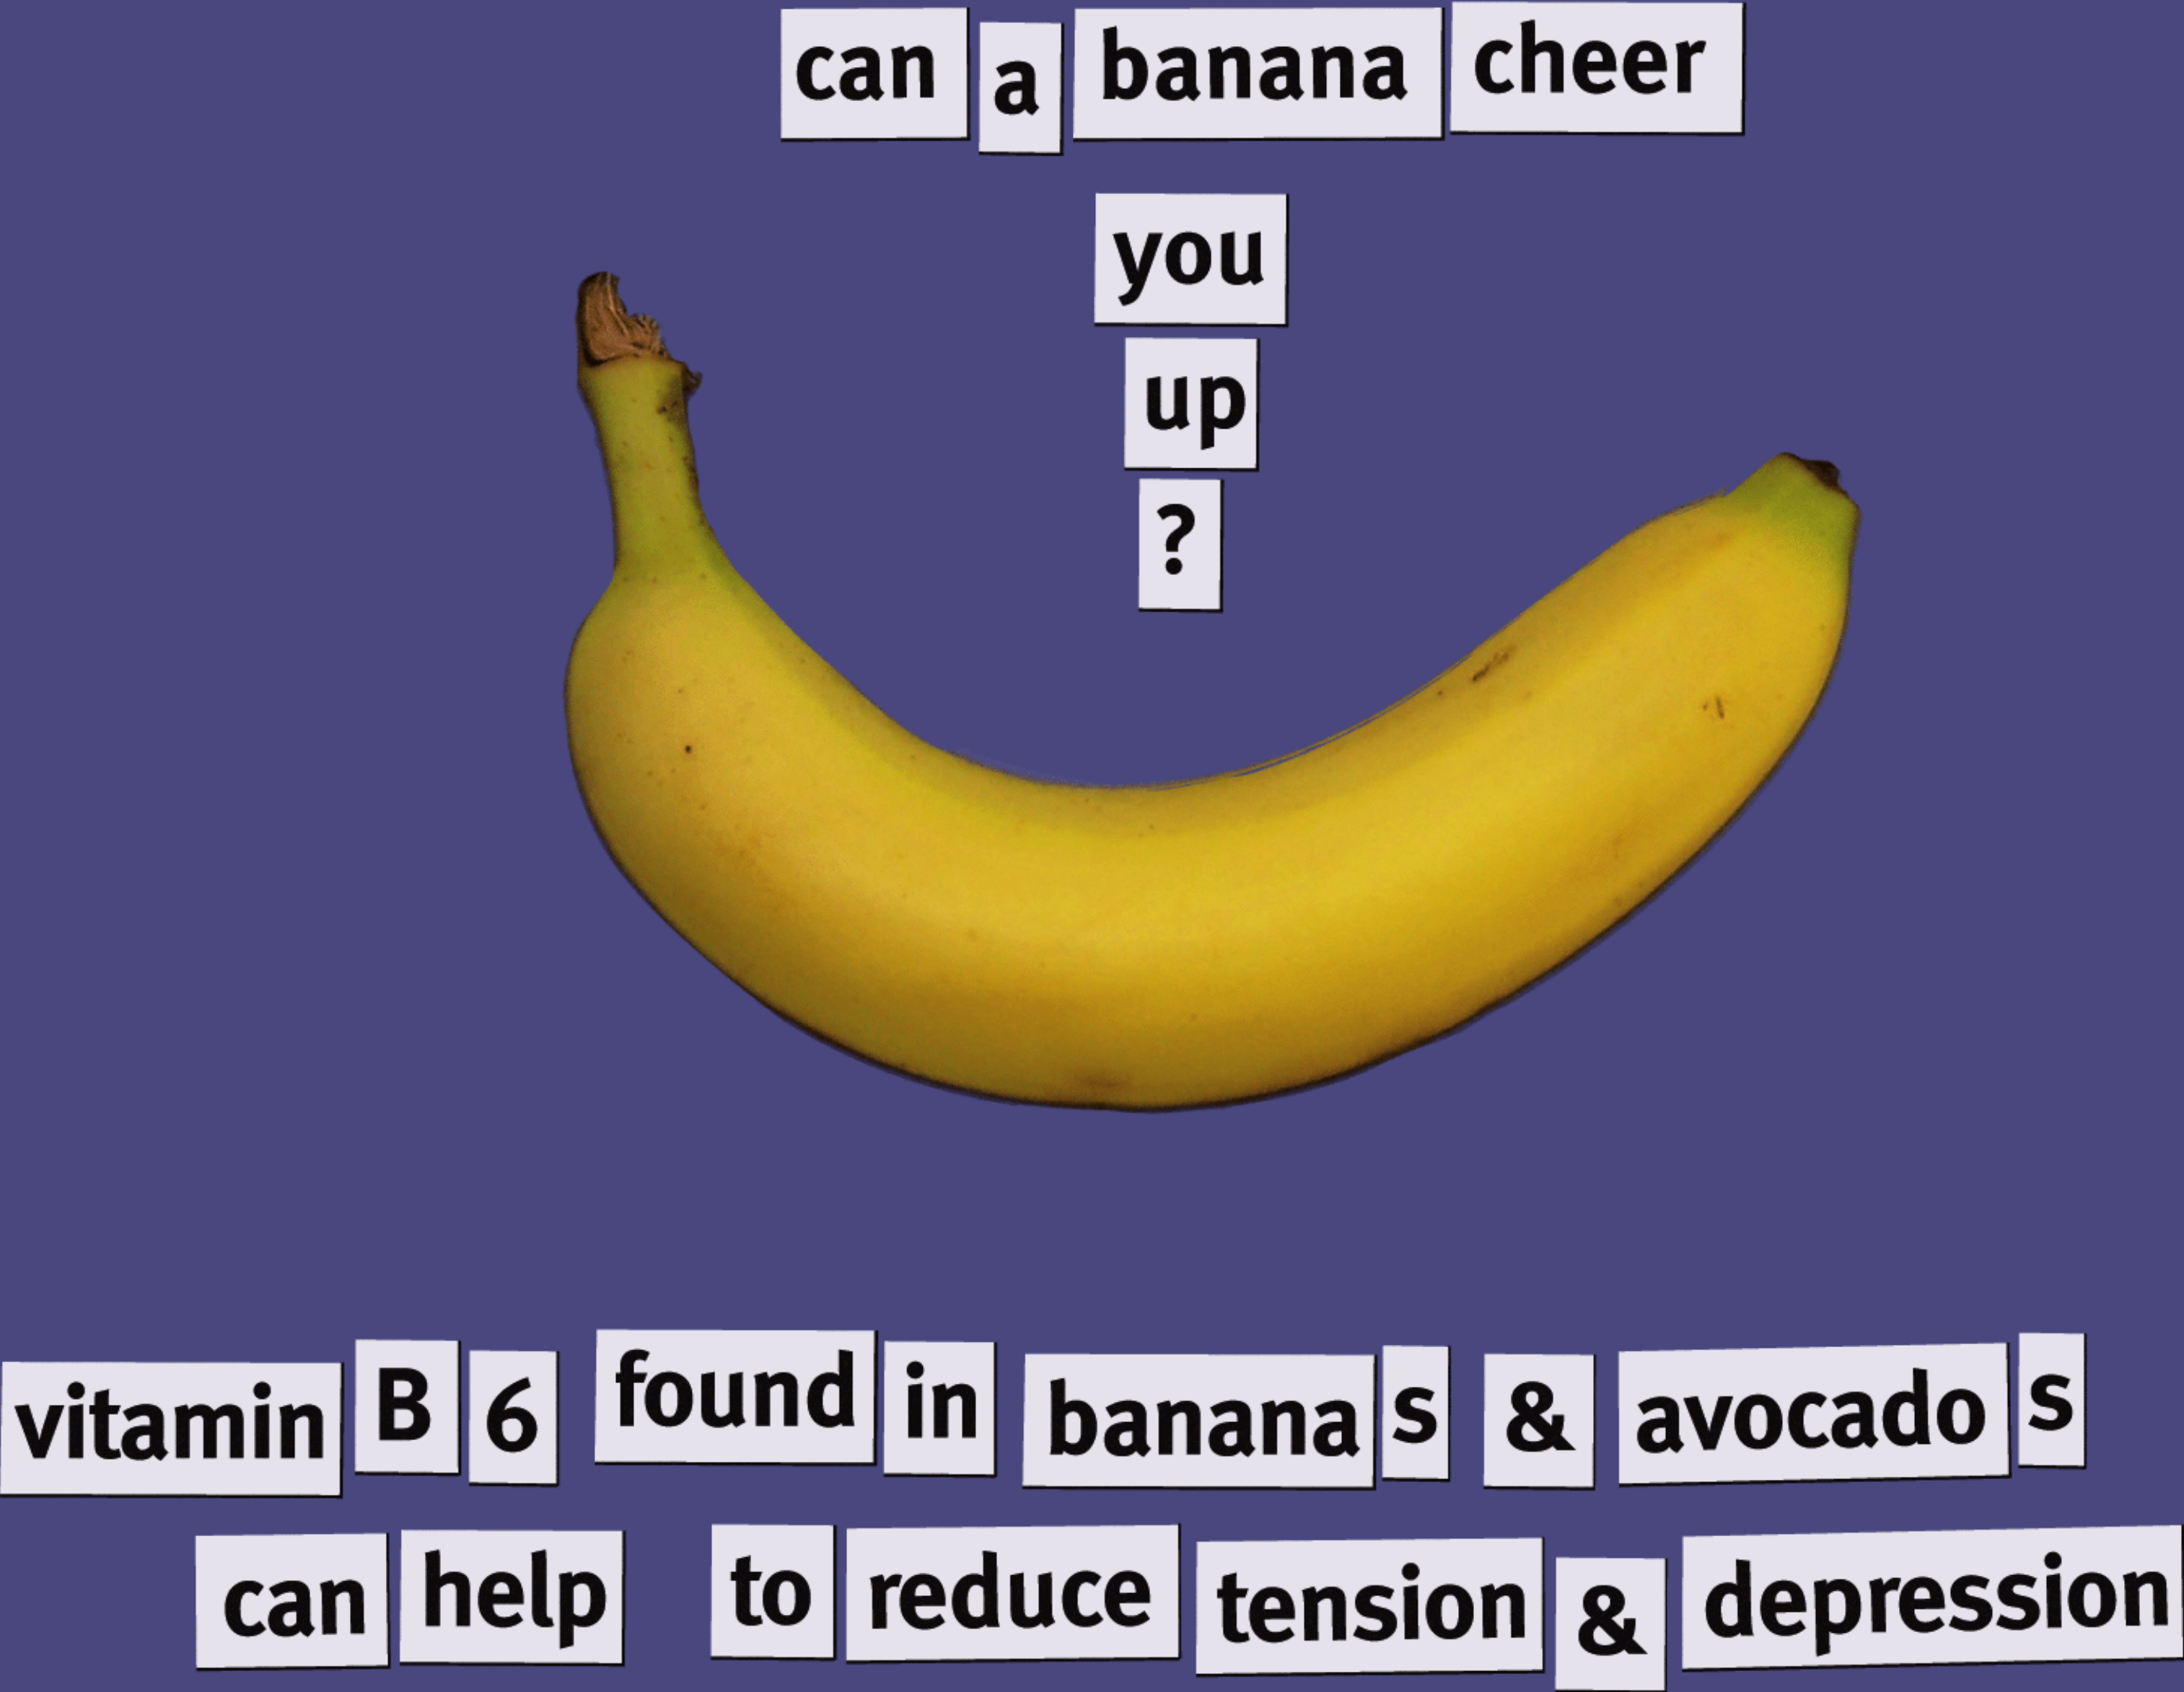 can a banana cheer
you
up
?
vitamin B 6 found in banana s & avocado s
can help to reduce tension & depression